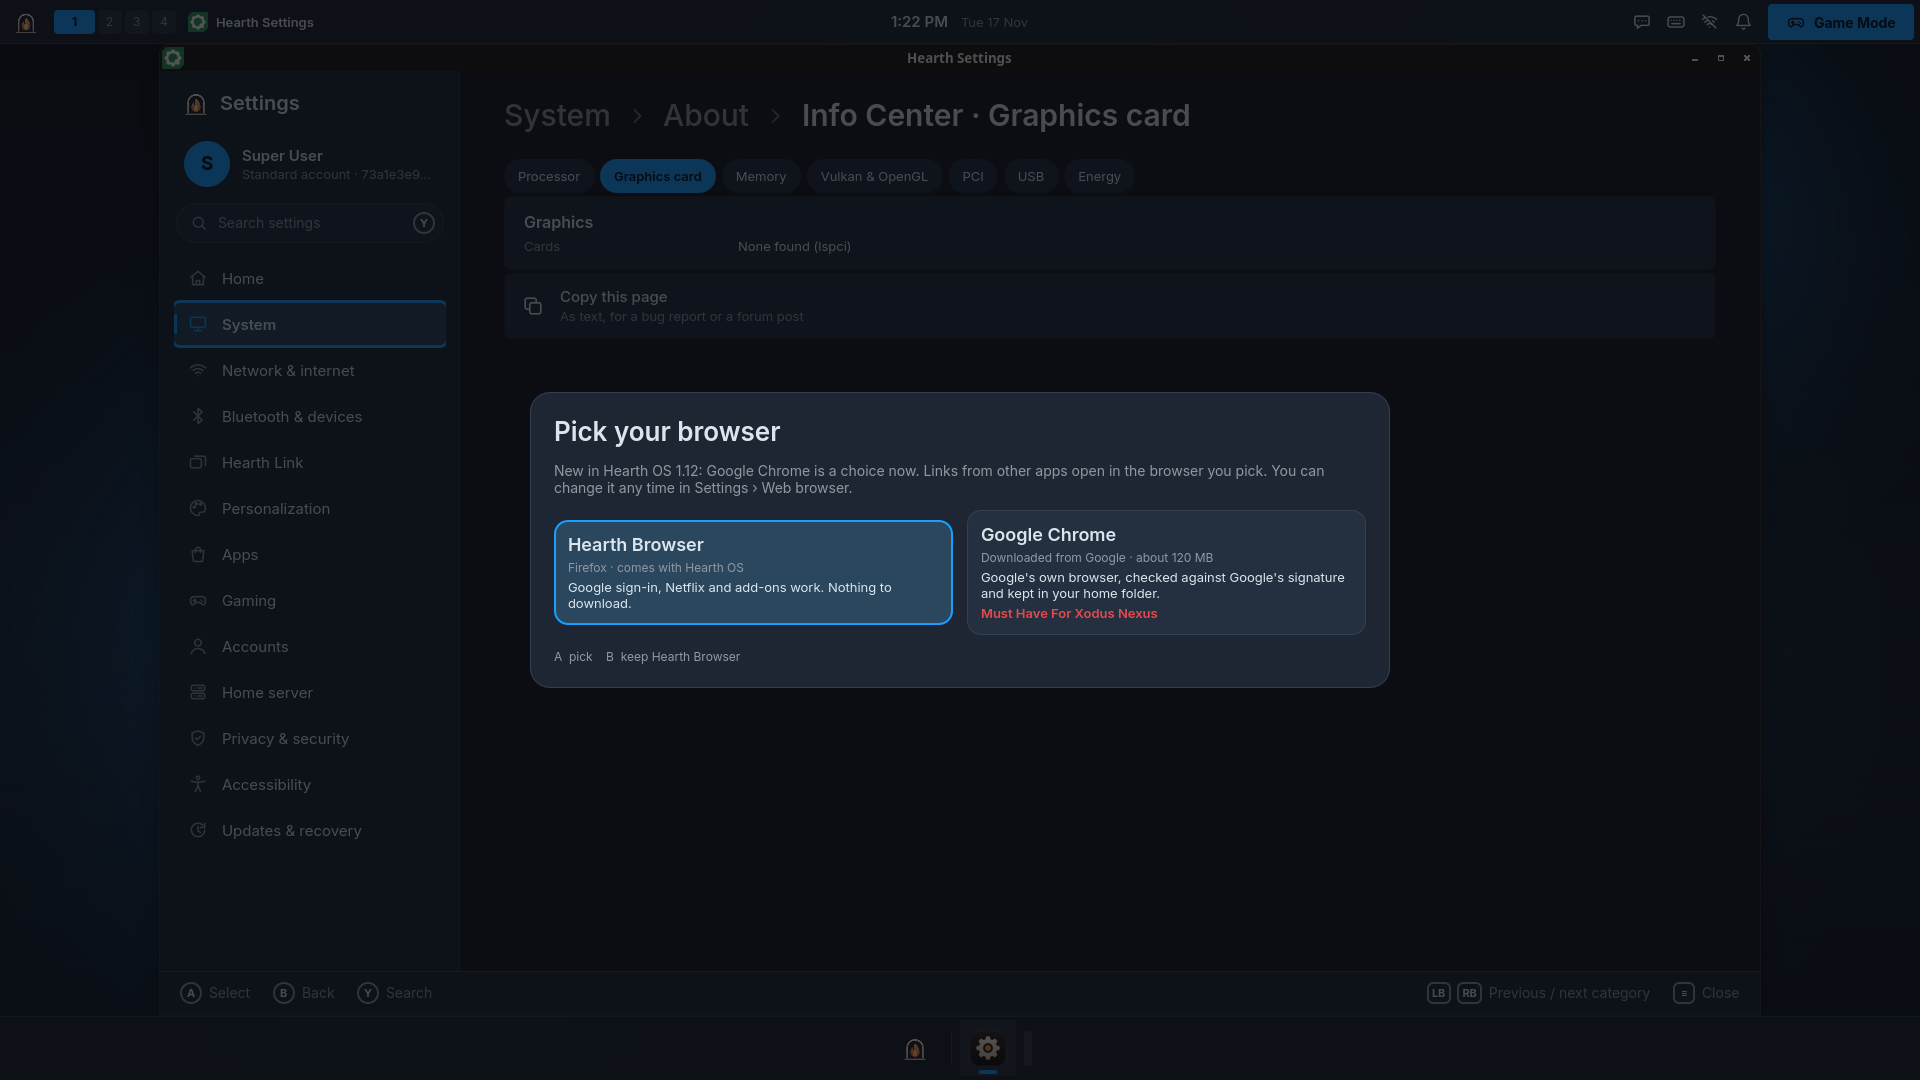 1 2 3 4 Hearth Settings
1:22 PM Tue 17 Nov
Game Mode
Hearth Settings
Settings
S
Super User
Standard account · 73a1e3e9...
Search settings
Y
Home
System
Network & internet
Bluetooth & devices
Hearth Link
Personalization
Apps
Gaming
Accounts
Home server
Privacy & security
Accessibility
Updates & recovery
System > About > Info Center · Graphics card
Processor Graphics card Memory Vulkan & OpenGL PCI USB Energy
Graphics
Cards None found (lspci)
Copy this page
As text, for a bug report or a forum post
Pick your browser
New in Hearth OS 1.12: Google Chrome is a choice now. Links from other apps open in the browser you pick. You can
change it any time in Settings › Web browser.
Hearth Browser
Firefox · comes with Hearth OS
Google sign-in, Netflix and add-ons work. Nothing to
download.
Google Chrome
Downloaded from Google · about 120 MB
Google's own browser, checked against Google's signature
and kept in your home folder.
Must Have For Xodus Nexus
A pick B keep Hearth Browser
A Select B Back Y Search
LB RB Previous / next category ≡ Close